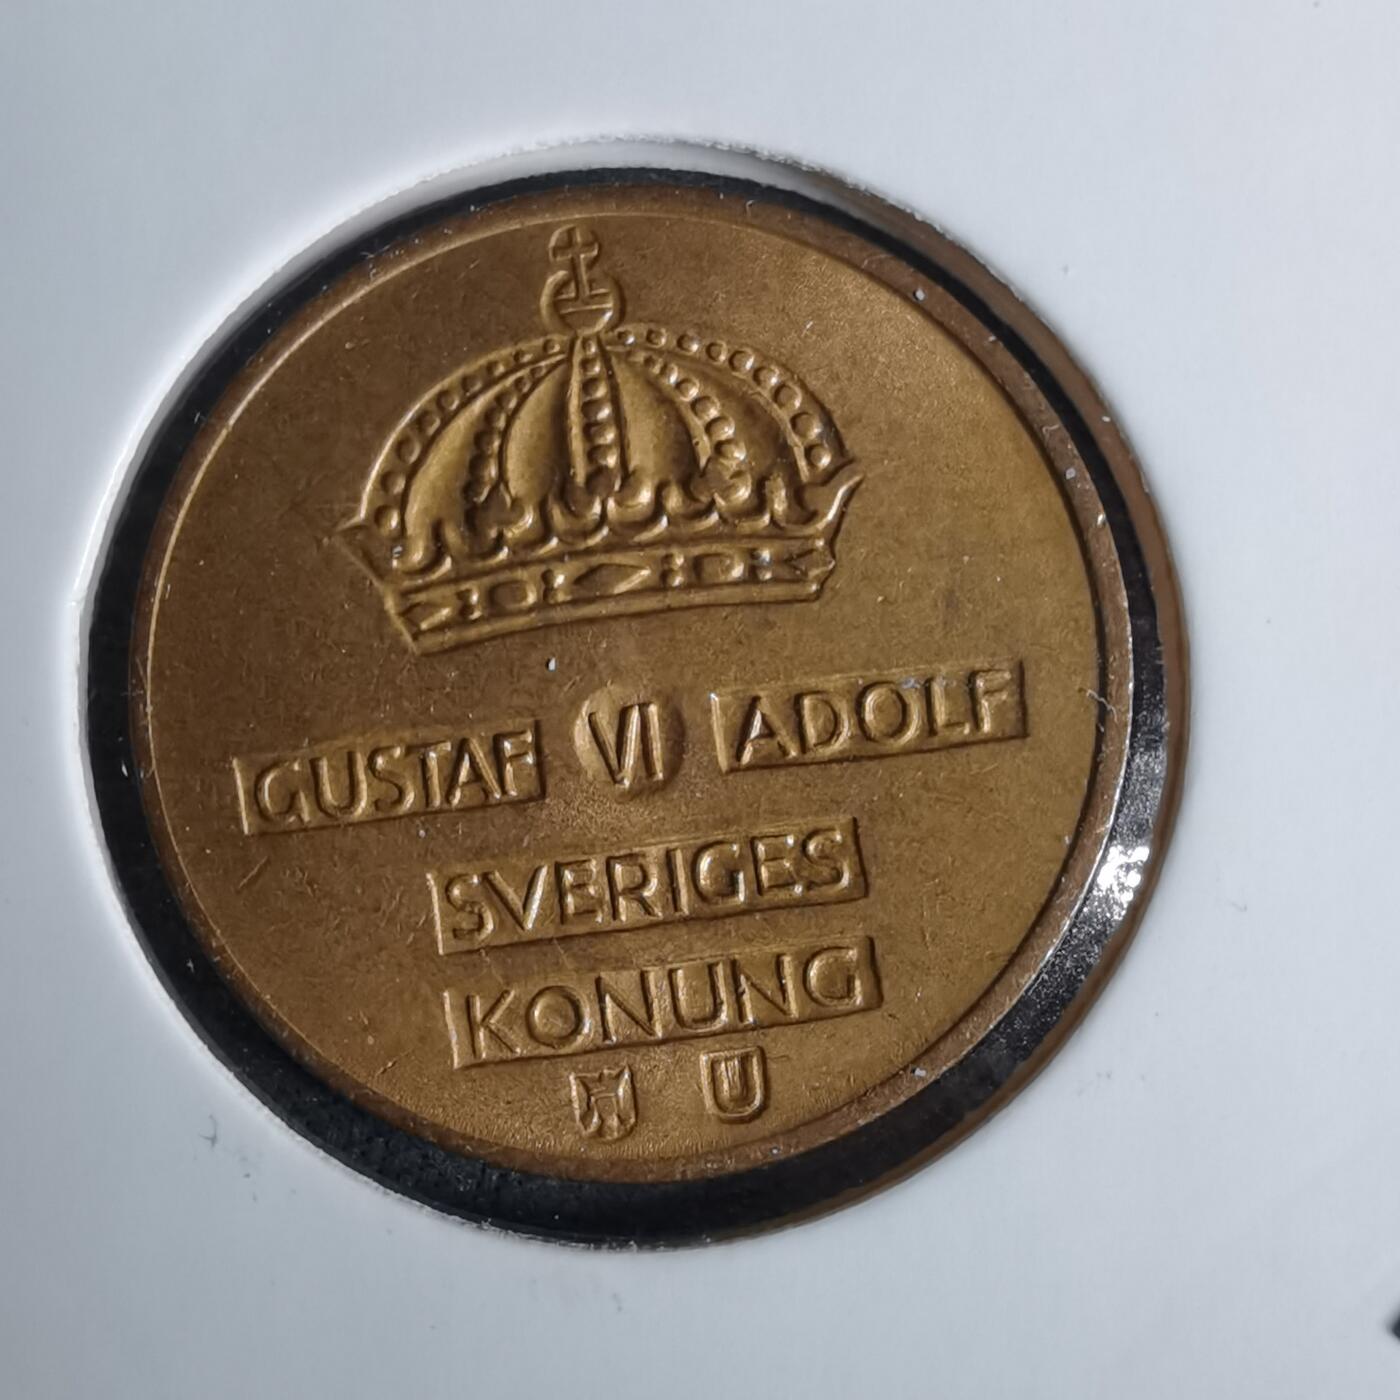 GUSTAF VI ADOLF
SVERIGES
KONUNG
U